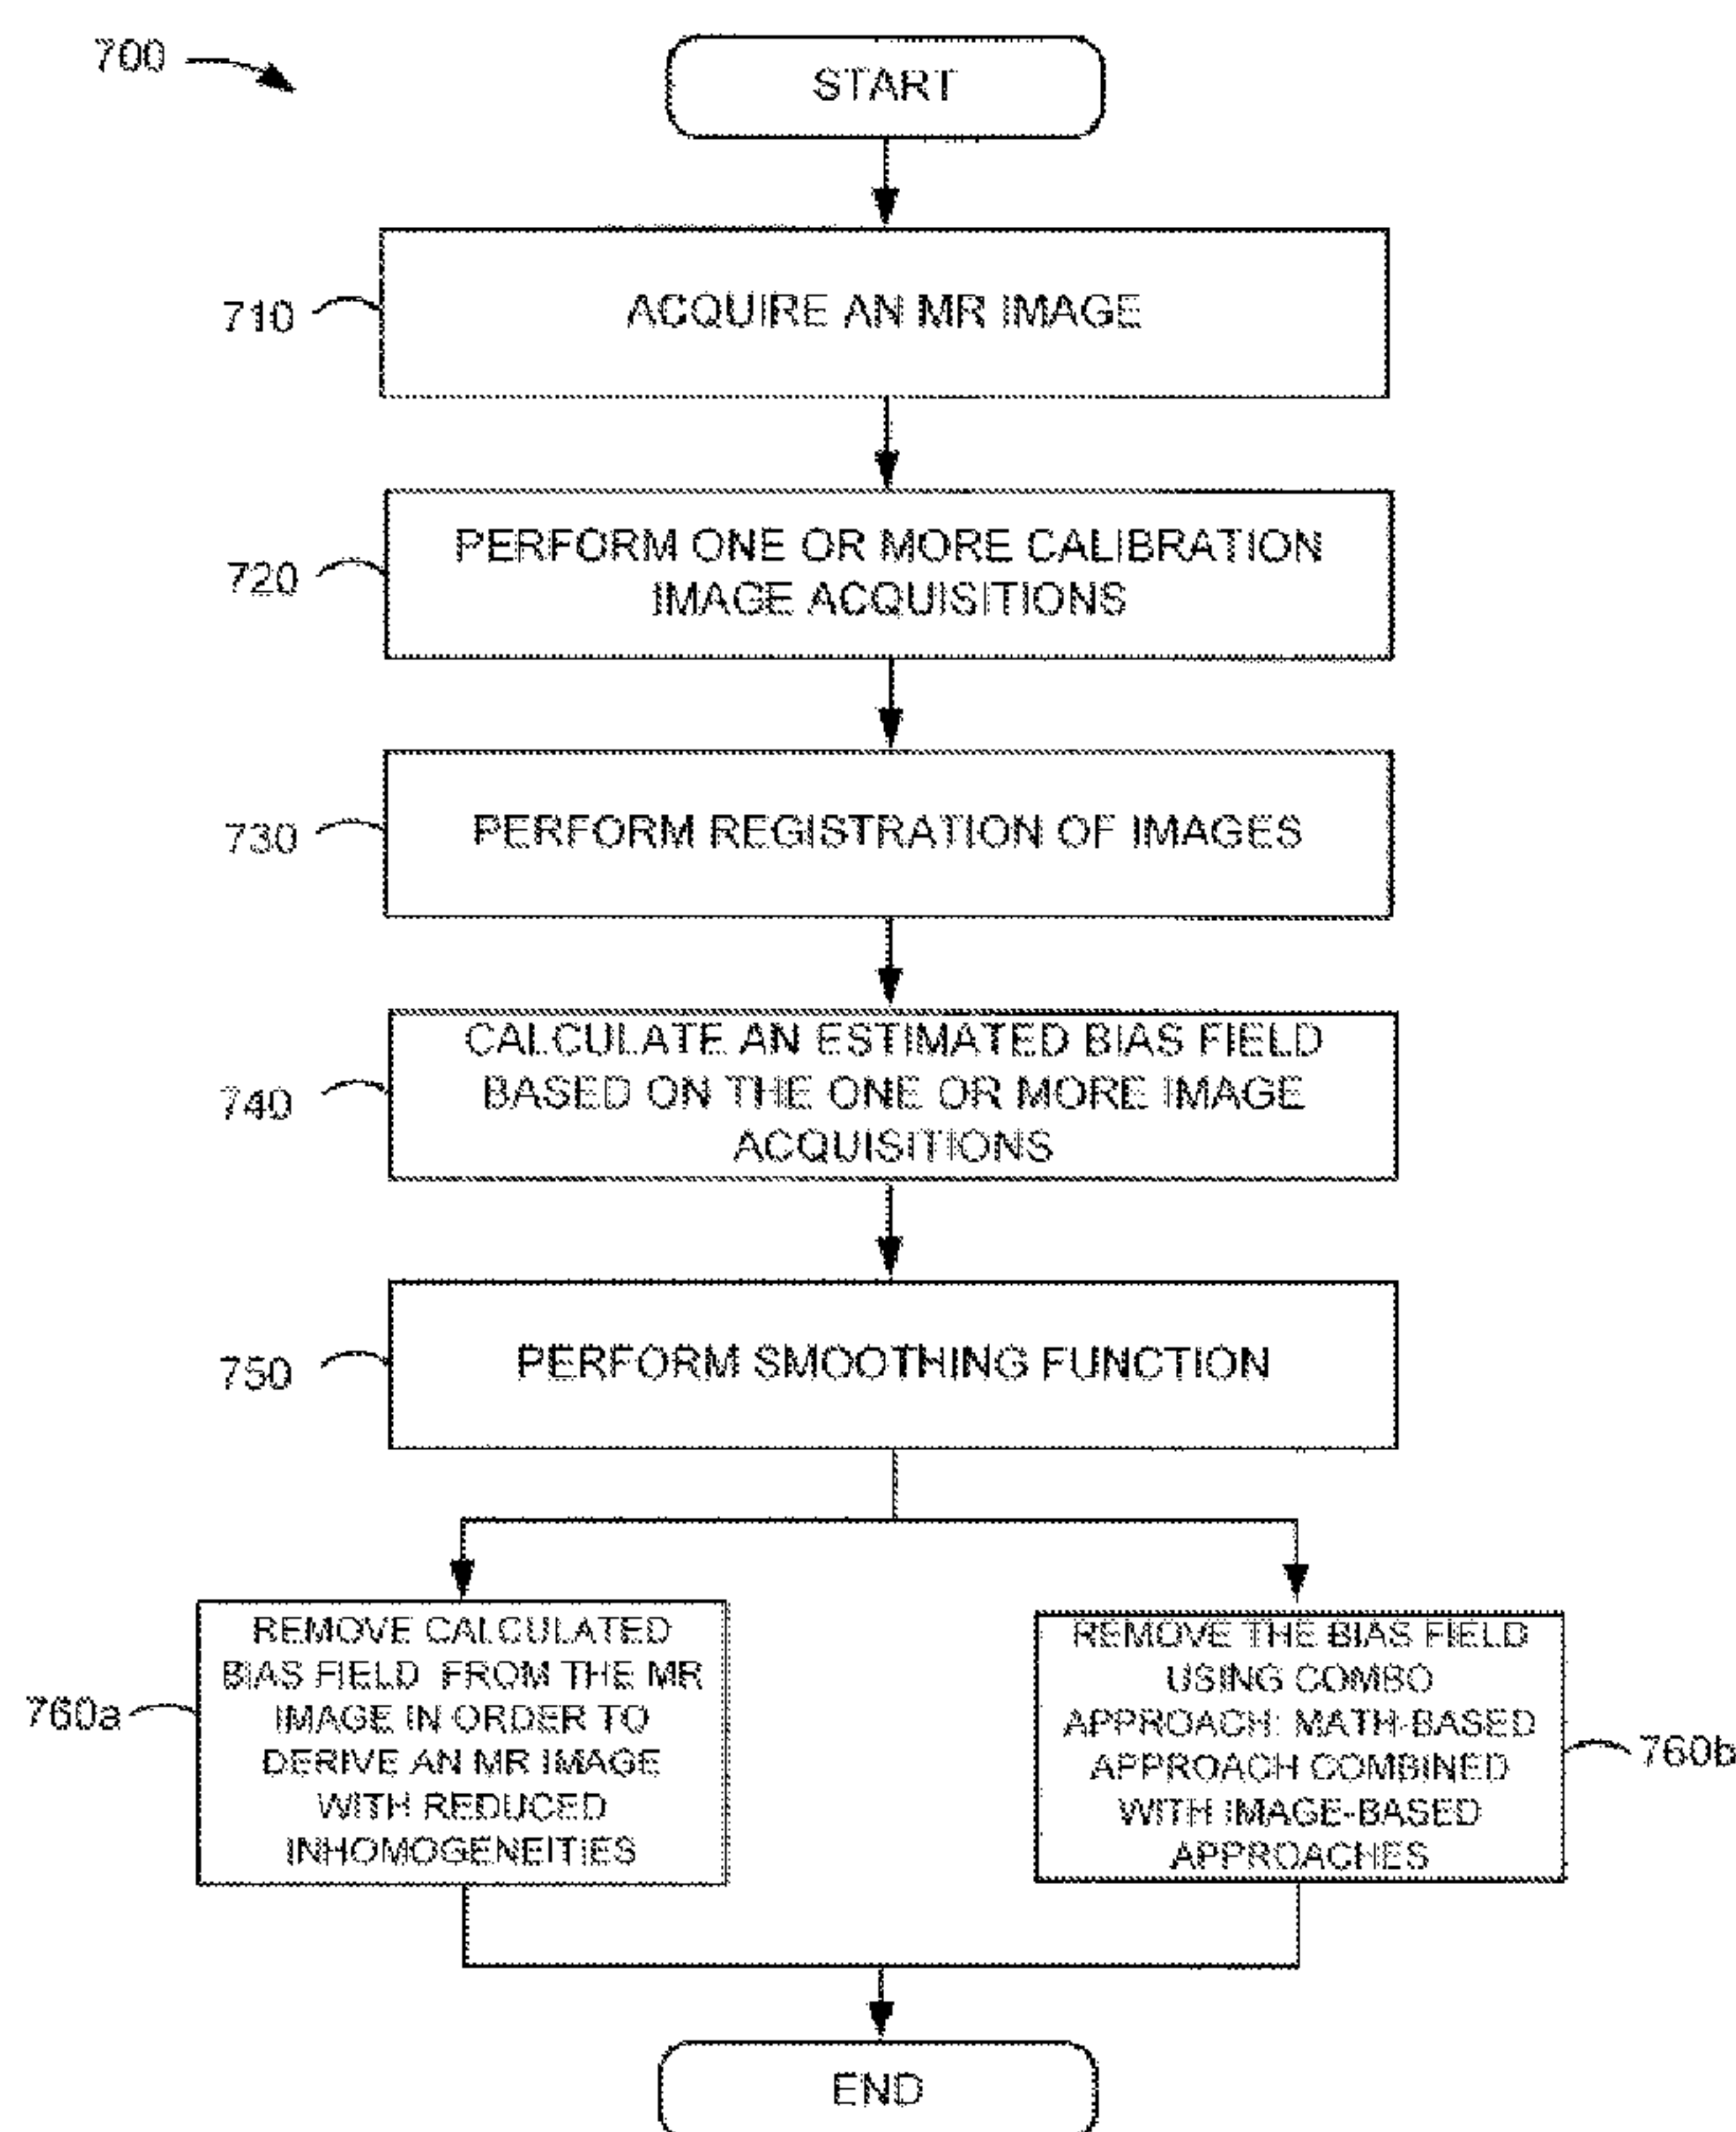 700
START
710
ACQUIRE AN MR IMAGE
720
PERFORM ONE OR MORE CALIBRATION
IMAGE ACQUISITIONS
730
PERFORM REGISTRATION OF IMAGES
740
CALCULATE AN ESTIMATED BIAS FIELD
BASED ON THE ONE OR MORE IMAGE
ACQUISITIONS
750
PERFORM SMOOTHING FUNCTION
760a
REMOVE CALCULATED
BIAS FIELD FROM THE MR
IMAGE IN ORDER TO
DERIVE AN MR IMAGE
WITH REDUCED
INHOMOGENEITIES
REMOVE THE BIAS FIELD
USING COMBO
APPROACH: MATH-BASED
APPROACH COMBINED
WITH IMAGE-BASED
APPROACHES
760b
END